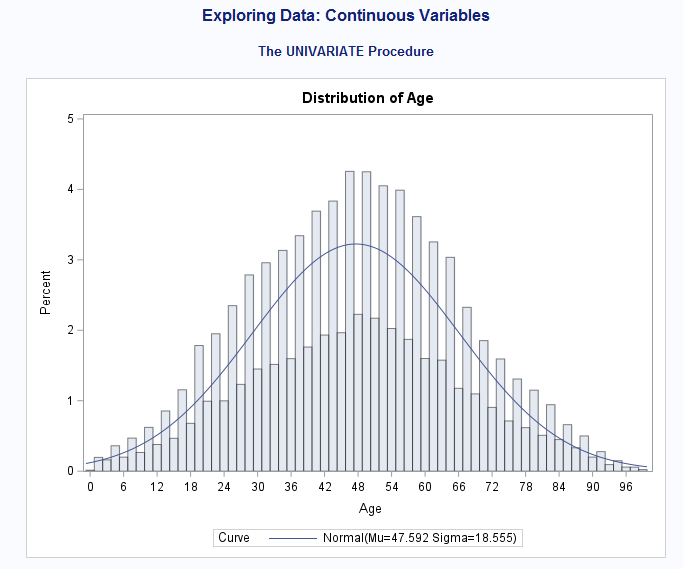 Exploring Data: Continuous Variables
The UNIVARIATE Procedure
Distribution of Age
5
4
3
2
1
0
Percent
0 6 12 18 24 30 36 42 48 54 60 66 72 78 84 90 96
Age
Curve Normal(Mu=47.592 Sigma=18.555)